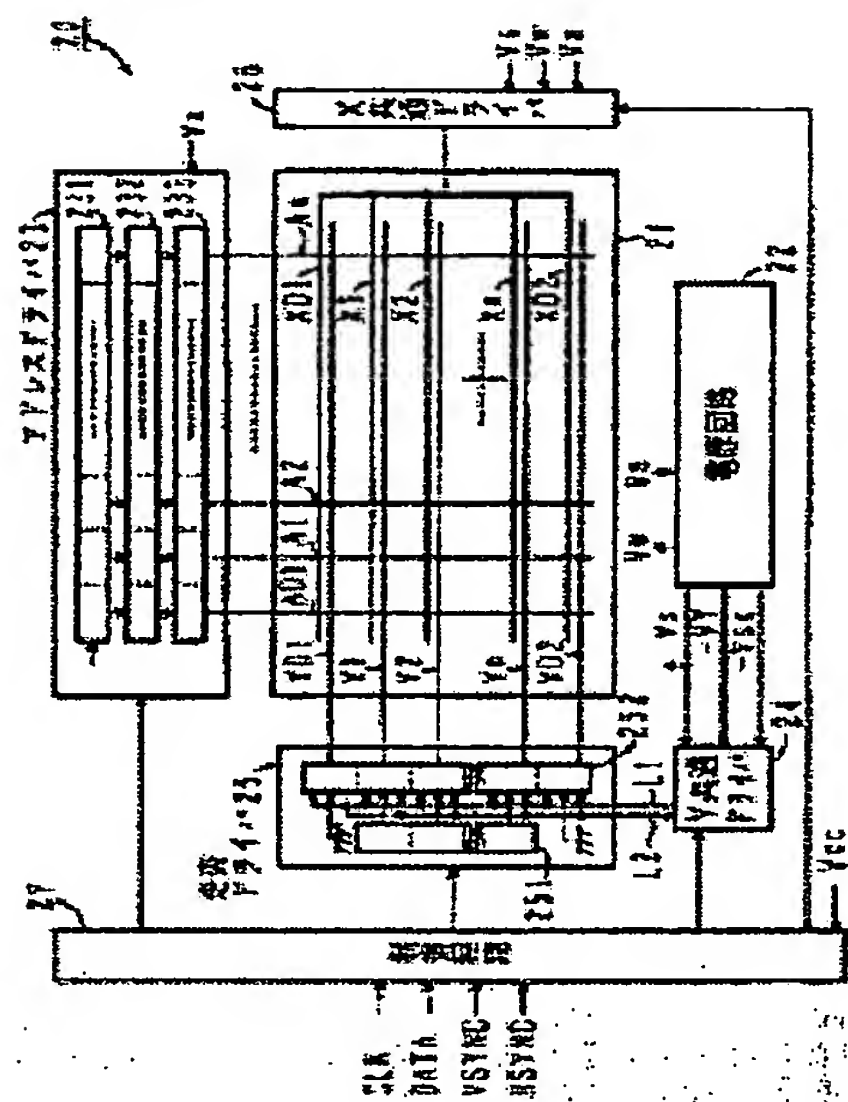 20
アドレスドライバ23
231
232
233
Va
26
X共通ドライバ
Vs
Vw
Va
AD1
A1
A2
XD1
X1
X2
Xn
XD2
YD1
Y1
Y2
Yn
YD2
21
22
電源回路
Va
Vw
Vs
-Vy
-Vsc
24
Y共通
ドライバ
走査
ドライバ25
251
252
L1
L2
27
制御回路
Vcc
CLK
DATA
VSYNC
HSYNC